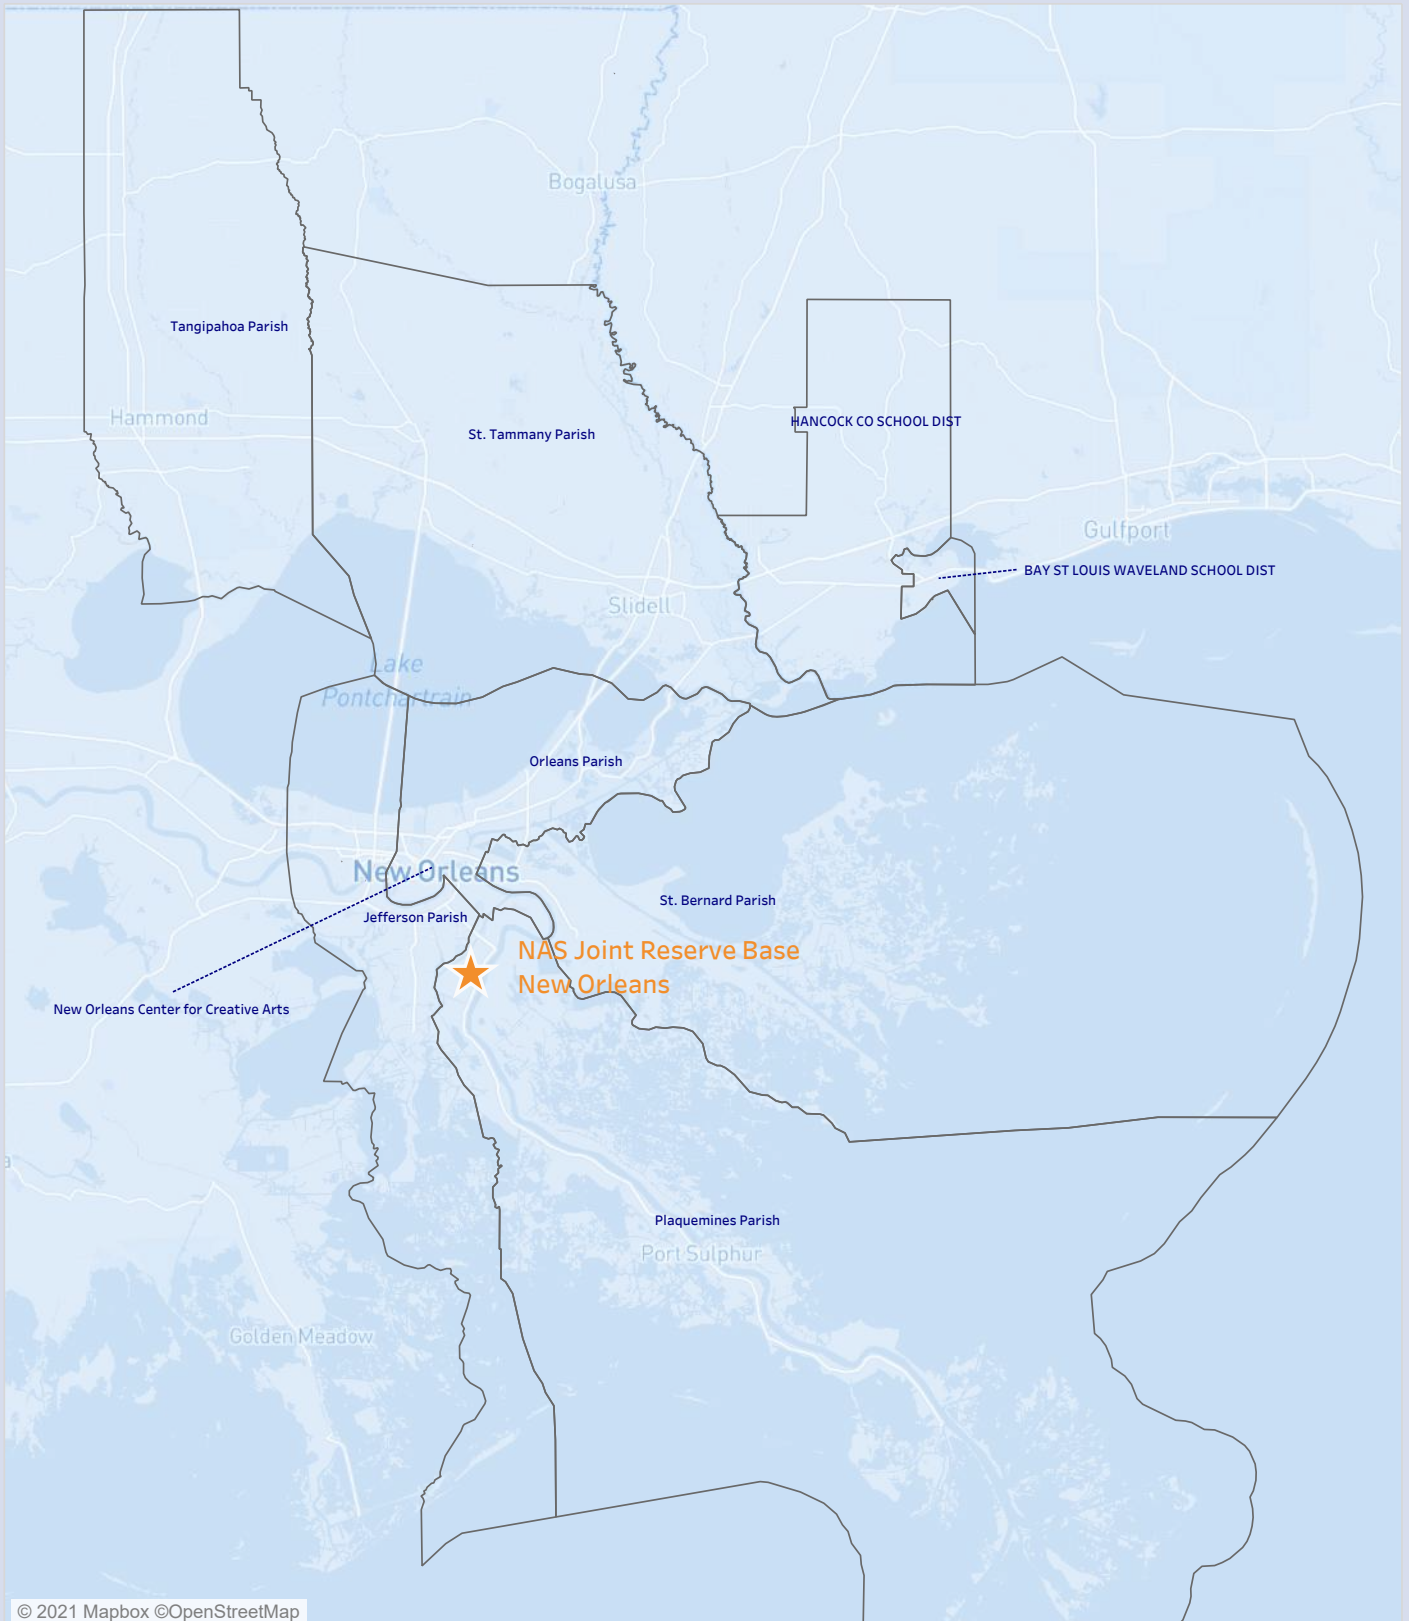 Bogalusa
Tangipahoa Parish
Hammond
HANCOCK CO SCHOOL DIST
St. Tammany Parish
Gulfport
BAY ST LOUIS WAVELAND SCHOOL DIST
Slidell
Lake
Pontchartrain
Orleans Parish
New Orleans
St. Bernard Parish
Jefferson Parish
NAS Joint Reserve Base
New Orleans
New Orleans Center for Creative Arts
Plaquemines Parish
Port Sulphur
Golden Meadow
© 2021 Mapbox ©OpenStreetMap